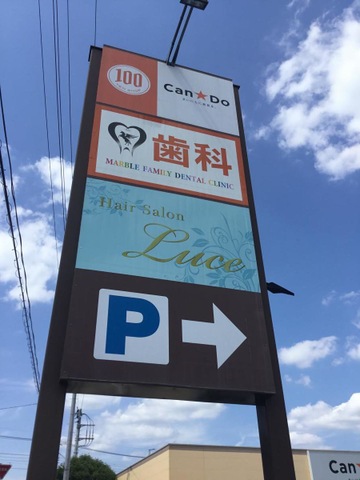 100
Can★Do
歯科
MARBLE FAMILY DENTAL CLINIC
Hair Salon
Luce
P
Can